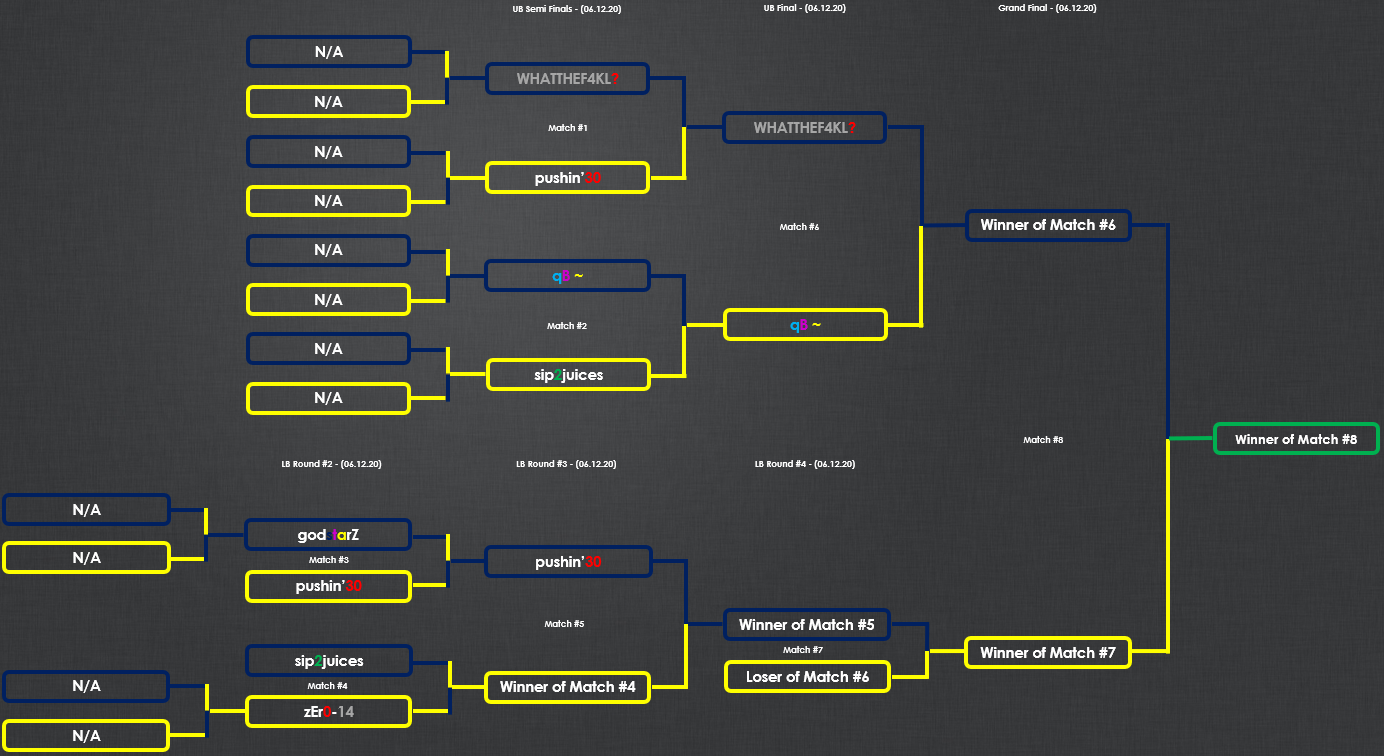 UB Semi Finals - (06.12.20)
UB Final - (06.12.20)
Grand Final - (06.12.20)
N/A
N/A
WHATTHEF4KL?
Match #1
N/A
N/A
pushin’30
WHATTHEF4KL?
Match #6
N/A
N/A
qB ~
Match #2
N/A
N/A
sip2juices
qB ~
Winner of Match #6
Match #8
Winner of Match #8
LB Round #2 - (06.12.20)
LB Round #3 - (06.12.20)
LB Round #4 - (06.12.20)
N/A
N/A
godstarZ
Match #3
pushin’30
pushin’30
Match #5
N/A
N/A
sip2juices
Match #4
zEr0-14
Winner of Match #4
Winner of Match #5
Match #7
Loser of Match #6
Winner of Match #7